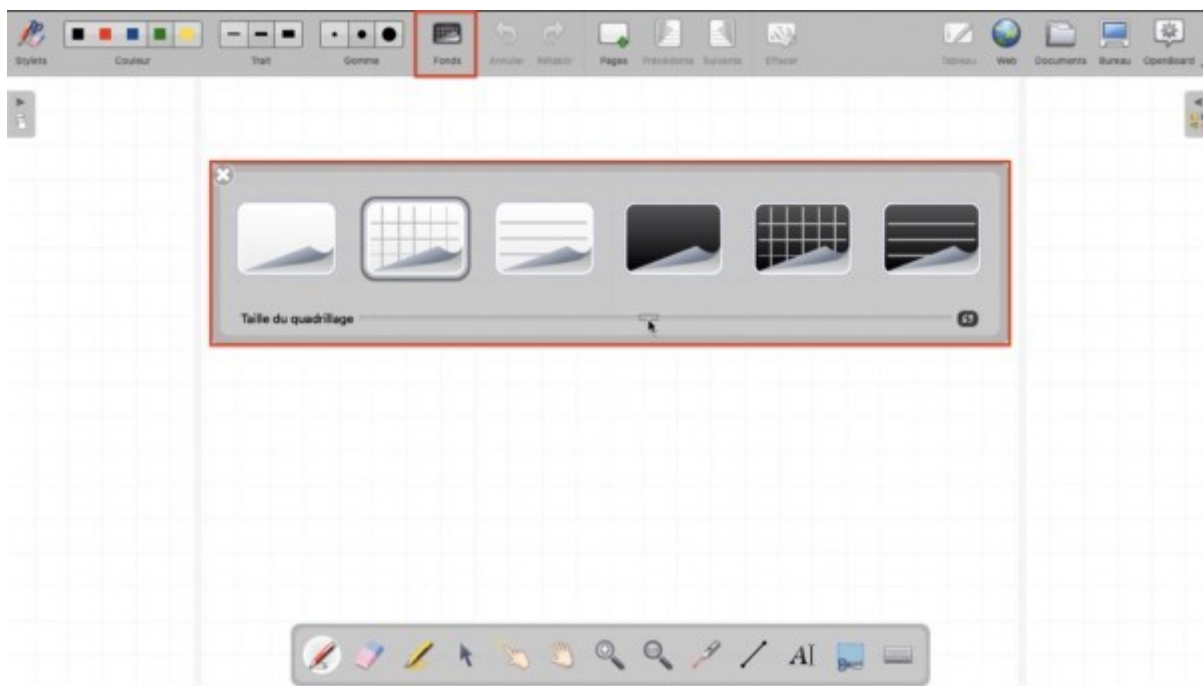 Stylets Couleur Trait Gomme Fonds Annuler Rétablir Pages Précédente Suivante Effacer Tableau Web Documents Bureau OpenBoard
Taille du quadrillage
AI